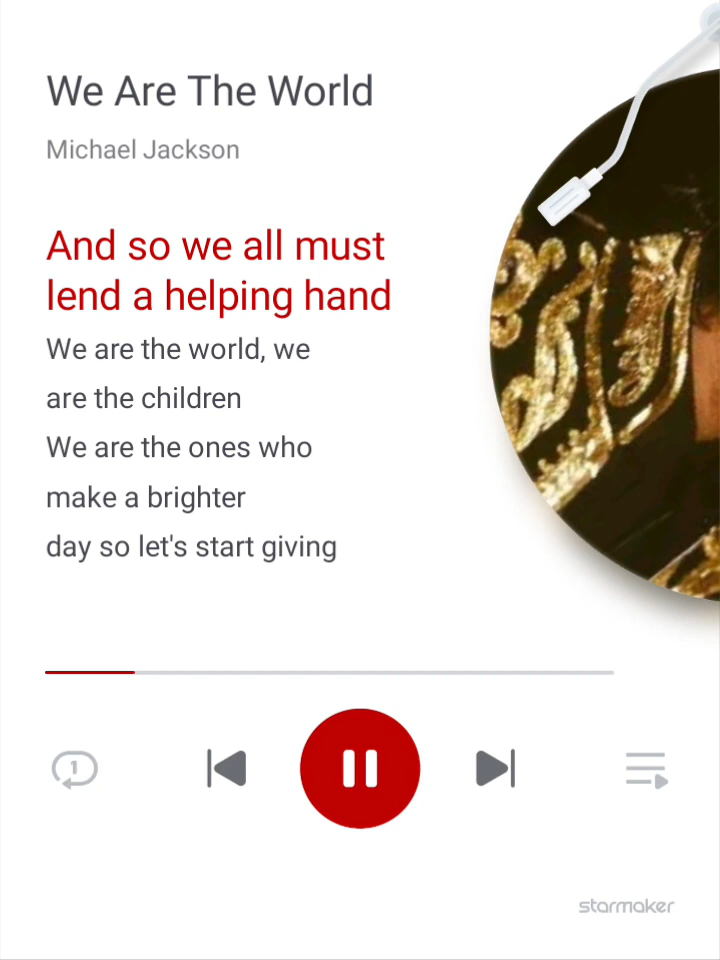 We Are The World
Michael Jackson
And so we all must
lend a helping hand
We are the world, we
are the children
We are the ones who
make a brighter
day so let's start giving
1
starmaker